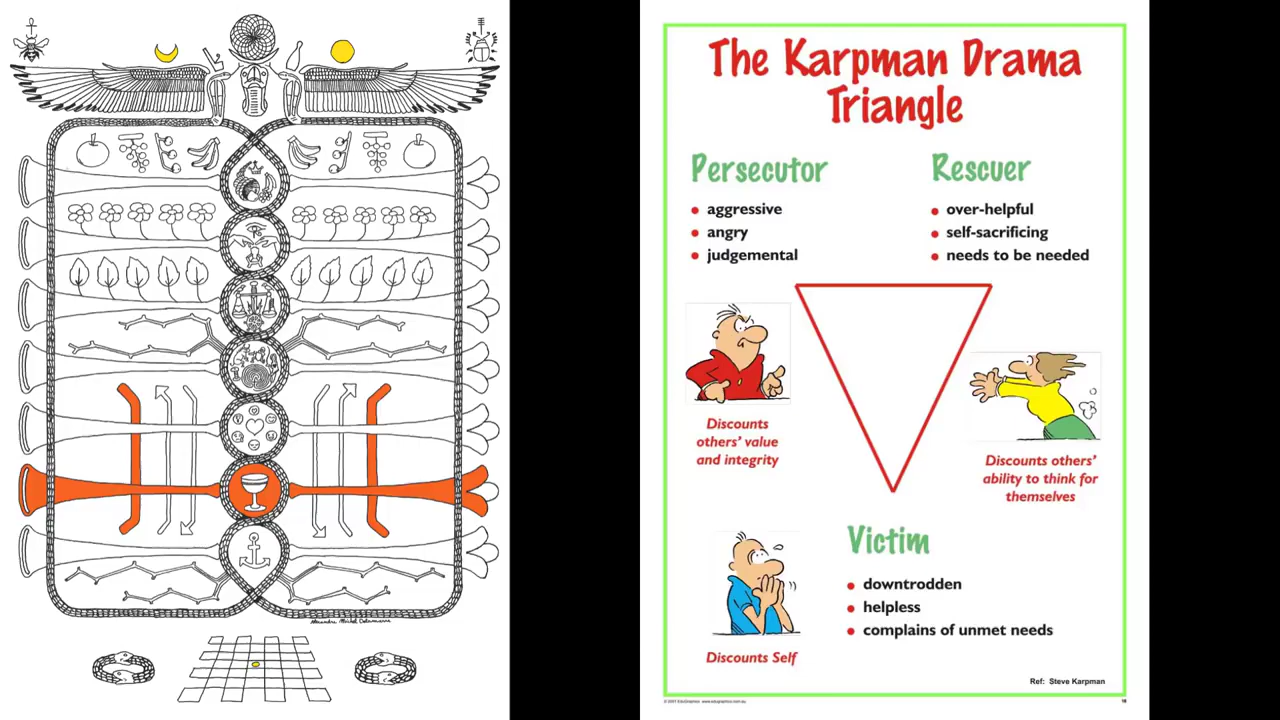 The Karpman Drama
Triangle
Persecutor
aggressive
angry
judgemental
Rescuer
over-helpful
self-sacrificing
needs to be needed
Discounts
others' value
and integrity
Discounts others'
ability to think for
themselves
Victim
downtrodden
helpless
complains of unmet needs
Discounts Self
Ref: Steve Karpman